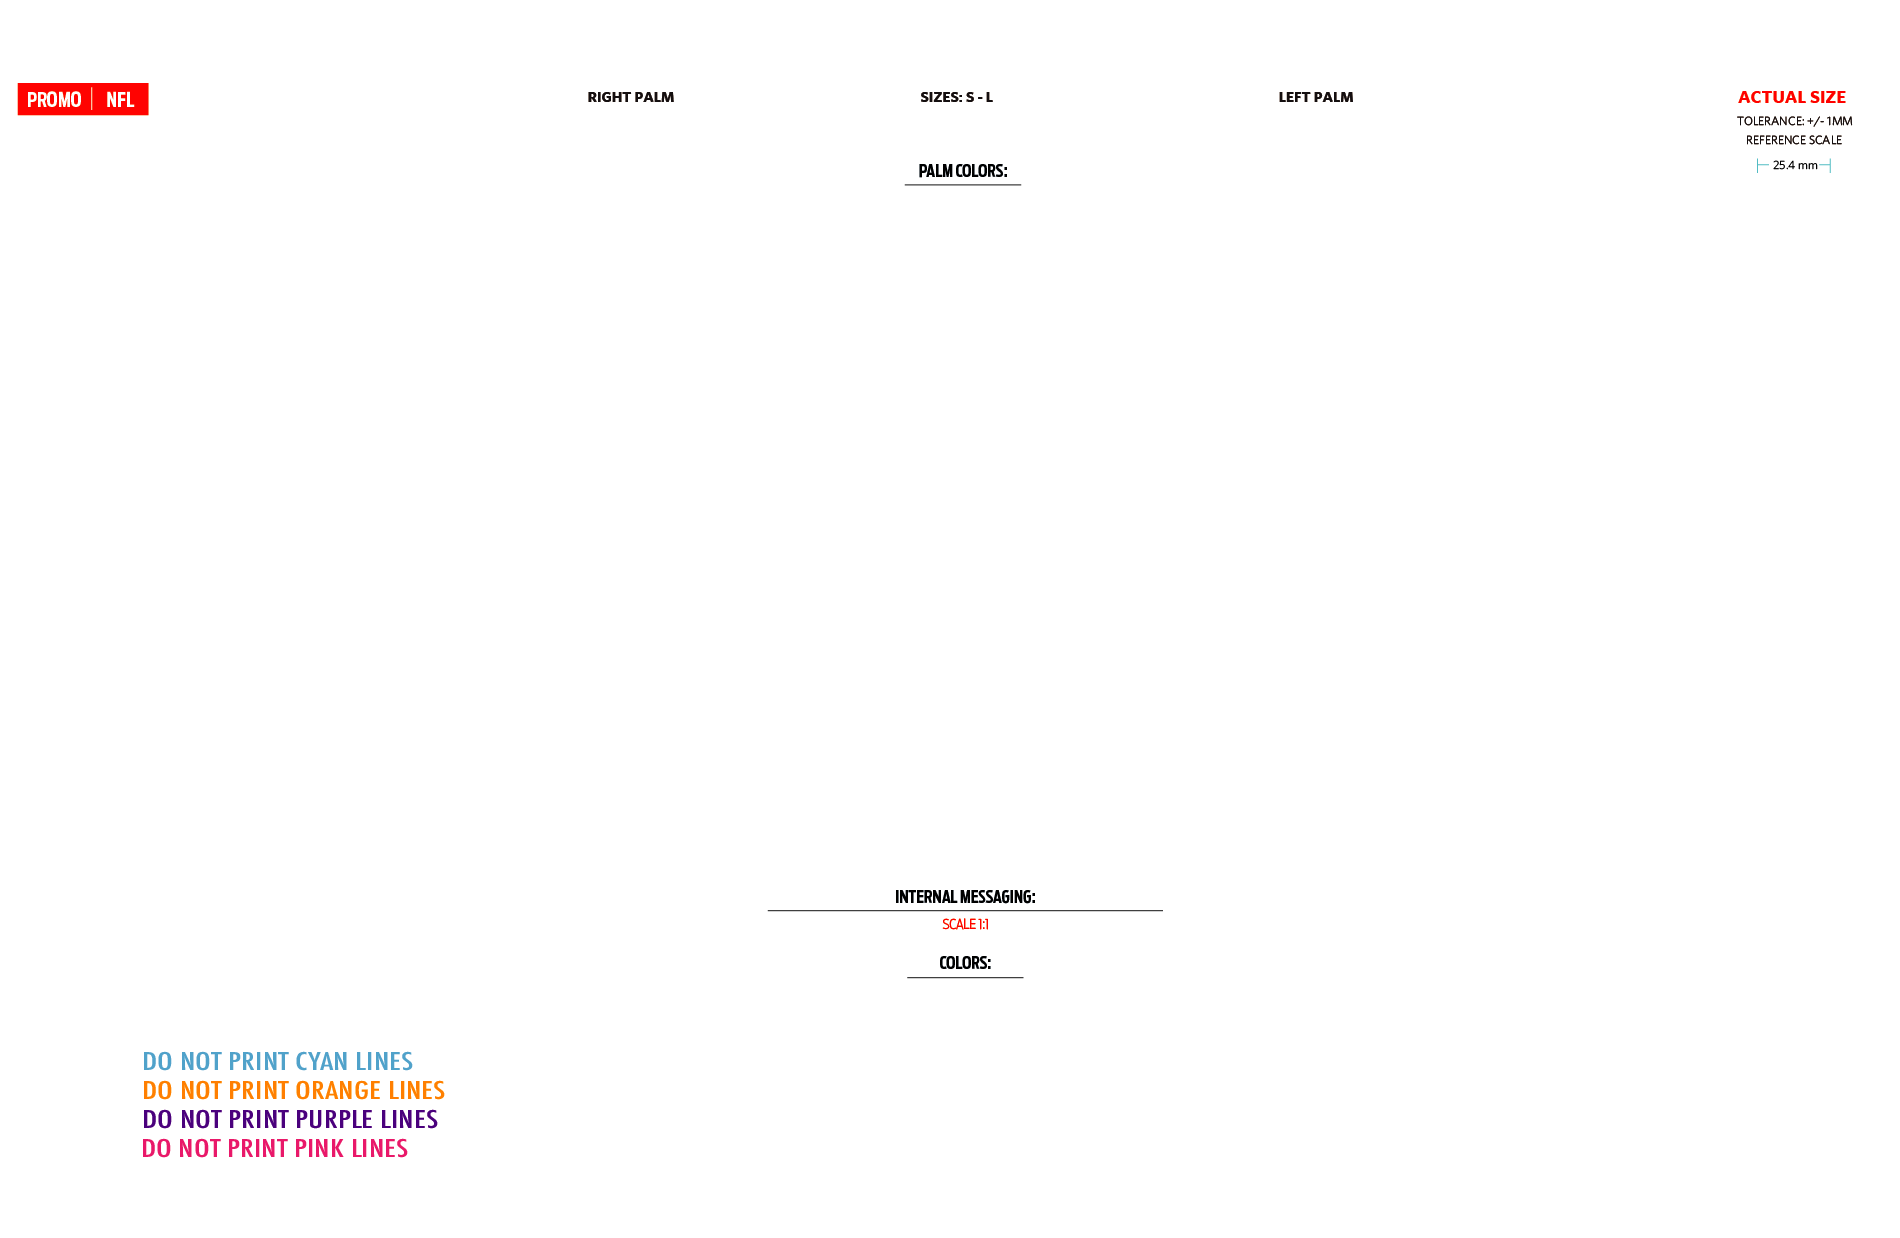 PROMO | NFL
RIGHT PALM
SIZES: S - L
LEFT PALM
ACTUAL SIZE
TOLERANCE: +/- 1MM
REFERENCE SCALE
25.4 mm
PALM COLORS:
INTERNAL MESSAGING:
SCALE 1:1
COLORS:
DO NOT PRINT CYAN LINES
DO NOT PRINT ORANGE LINES
DO NOT PRINT PURPLE LINES
DO NOT PRINT PINK LINES